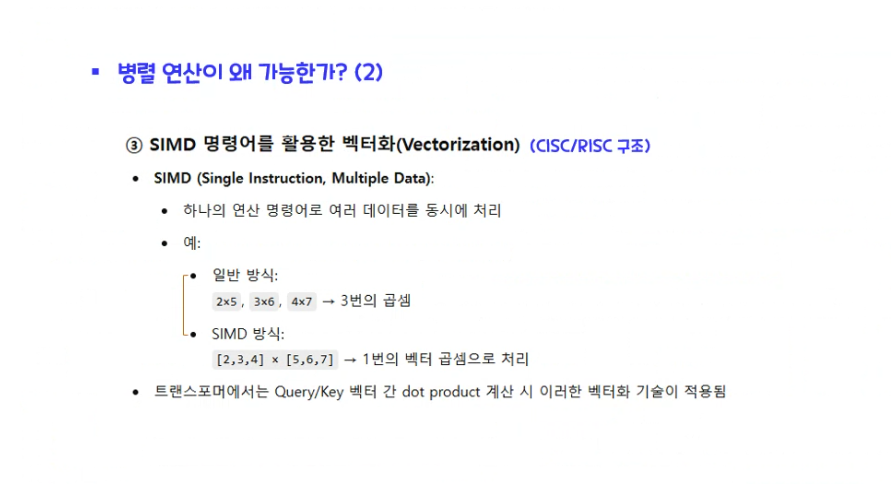 ▪ 병렬 연산이 왜 가능한가? (2)
③ SIMD 명령어를 활용한 벡터화(Vectorization) (CISC/RISC 구조)
• SIMD (Single Instruction, Multiple Data):
• 하나의 연산 명령어로 여러 데이터를 동시에 처리
• 예:
• 일반 방식:
2×5, 3×6, 4×7 → 3번의 곱셈
• SIMD 방식:
[2,3,4] × [5,6,7] → 1번의 벡터 곱셈으로 처리
• 트랜스포머에서는 Query/Key 벡터 간 dot product 계산 시 이러한 벡터화 기술이 적용됨